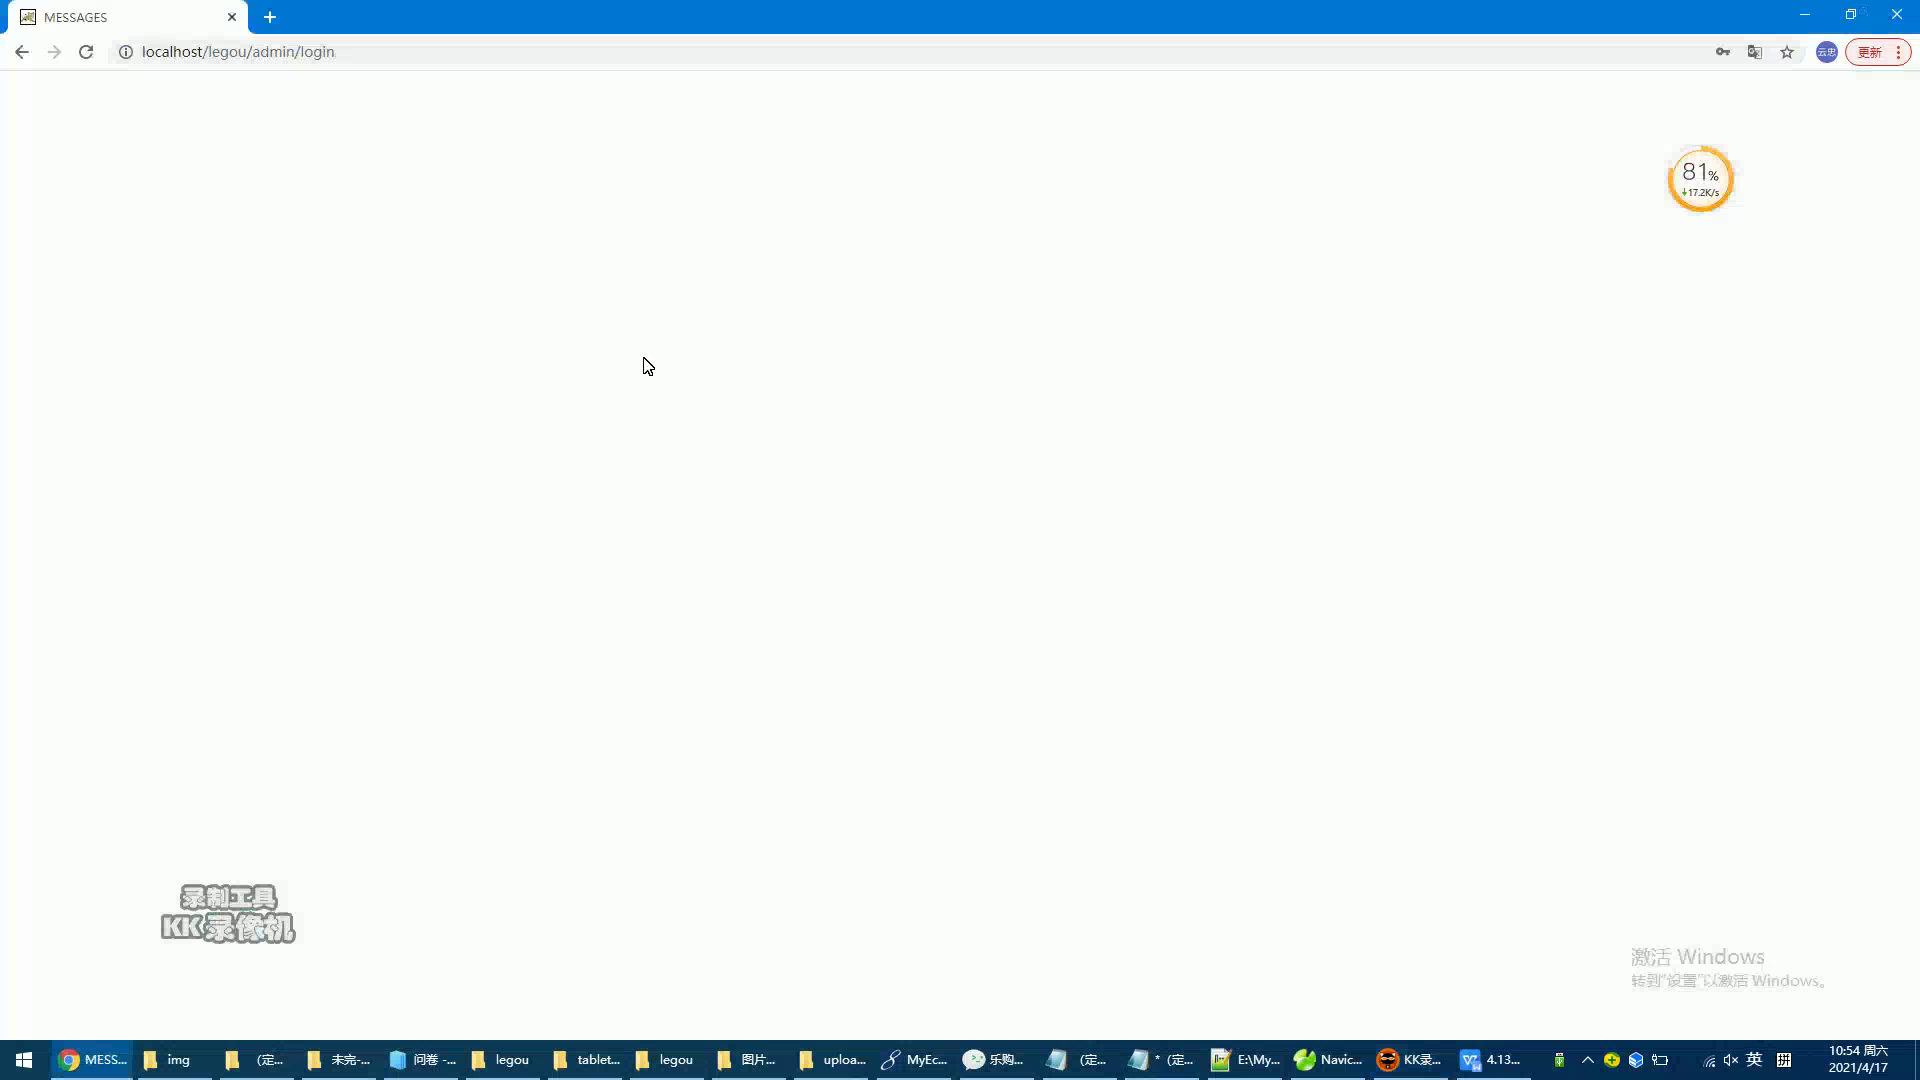 MESSAGES
localhost/legou/admin/login
云忠
更新
81%
17.2K/s
录制工具
KK录像机
激活 Windows
转到"设置"以激活 Windows。
MESS...
img
(定...
未完-...
问卷 -...
legou
tablet...
legou
图片...
uploa...
MyEc...
乐购...
(定...
* (定...
E:\My...
Navic...
KK录...
4.13...
英
拼
10:54 周六
2021/4/17